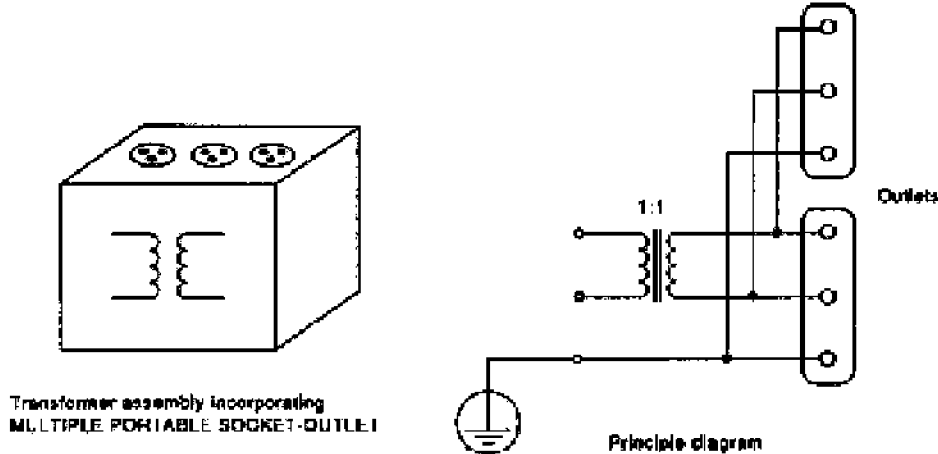 1:1
Outlets
Transformer assembly incorporating
MULTIPLE PORTABLE SOCKET-OUTLET
Principle diagram